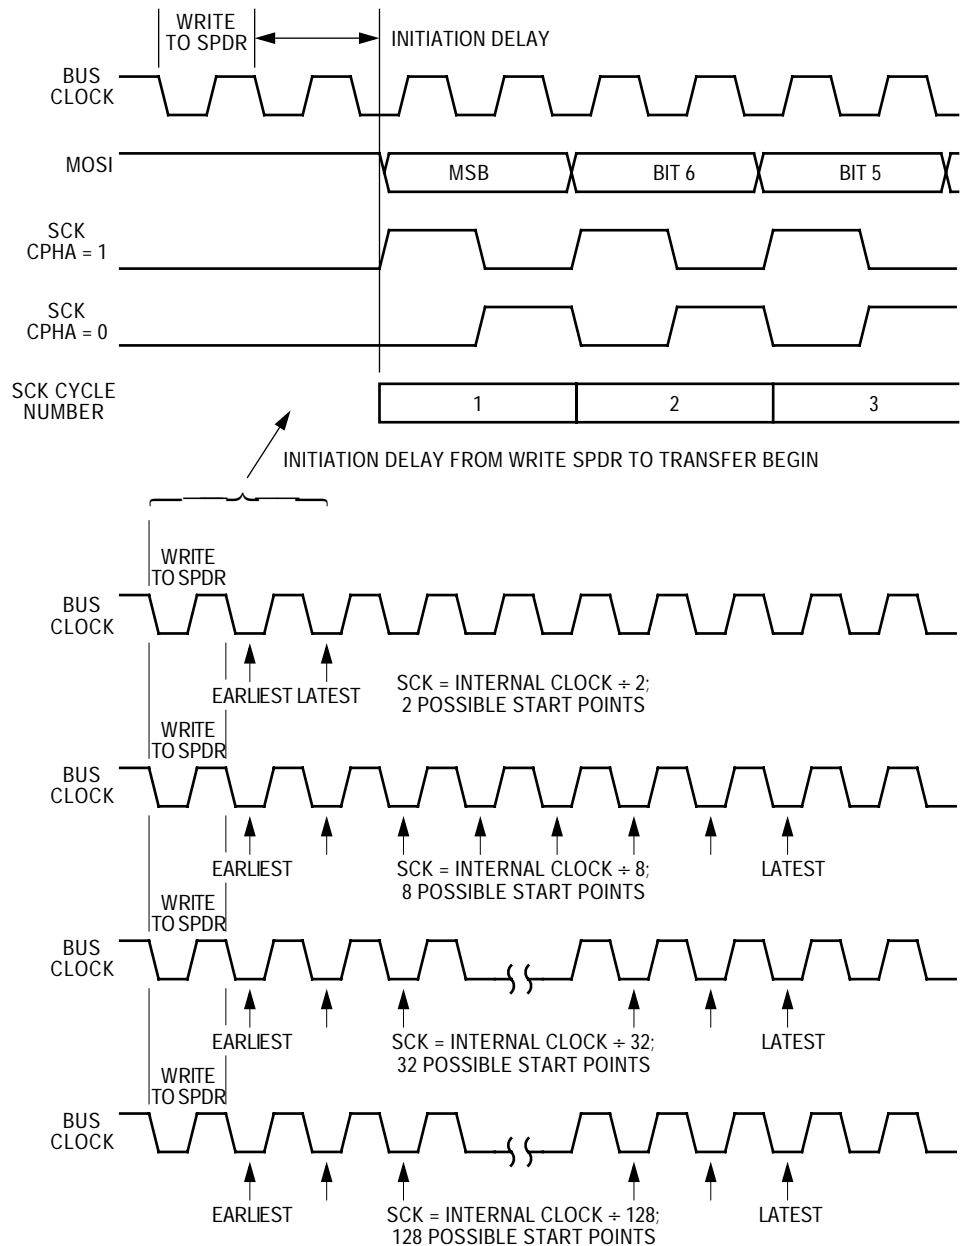 WRITE
TO SPDR
INITIATION DELAY
BUS
CLOCK
MOSI
MSB
BIT 6
BIT 5
SCK
CPHA = 1
SCK
CPHA = 0
SCK CYCLE
NUMBER
1
2
3
INITIATION DELAY FROM WRITE SPDR TO TRANSFER BEGIN
WRITE
TO SPDR
BUS
CLOCK
EARLIEST
LATEST
SCK = INTERNAL CLOCK ÷ 2;
2 POSSIBLE START POINTS
WRITE
TO SPDR
BUS
CLOCK
EARLIEST
SCK = INTERNAL CLOCK ÷ 8;
8 POSSIBLE START POINTS
LATEST
WRITE
TO SPDR
BUS
CLOCK
EARLIEST
SCK = INTERNAL CLOCK ÷ 32;
32 POSSIBLE START POINTS
LATEST
WRITE
TO SPDR
BUS
CLOCK
EARLIEST
SCK = INTERNAL CLOCK ÷ 128;
128 POSSIBLE START POINTS
LATEST